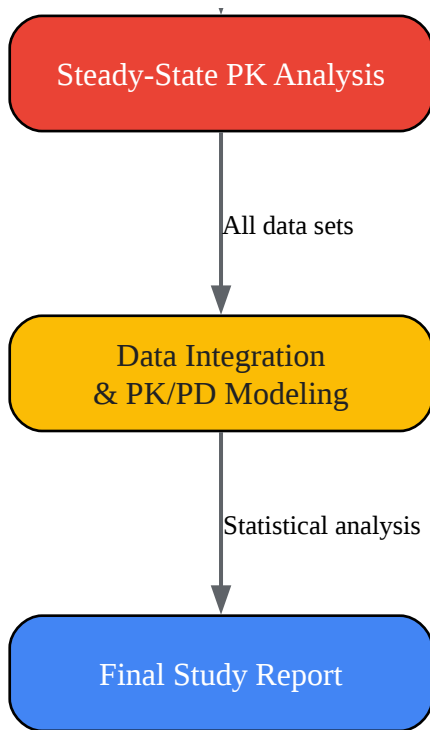 Steady-State PK Analysis
All data sets
Data Integration
& PK/PD Modeling
Statistical analysis
Final Study Report